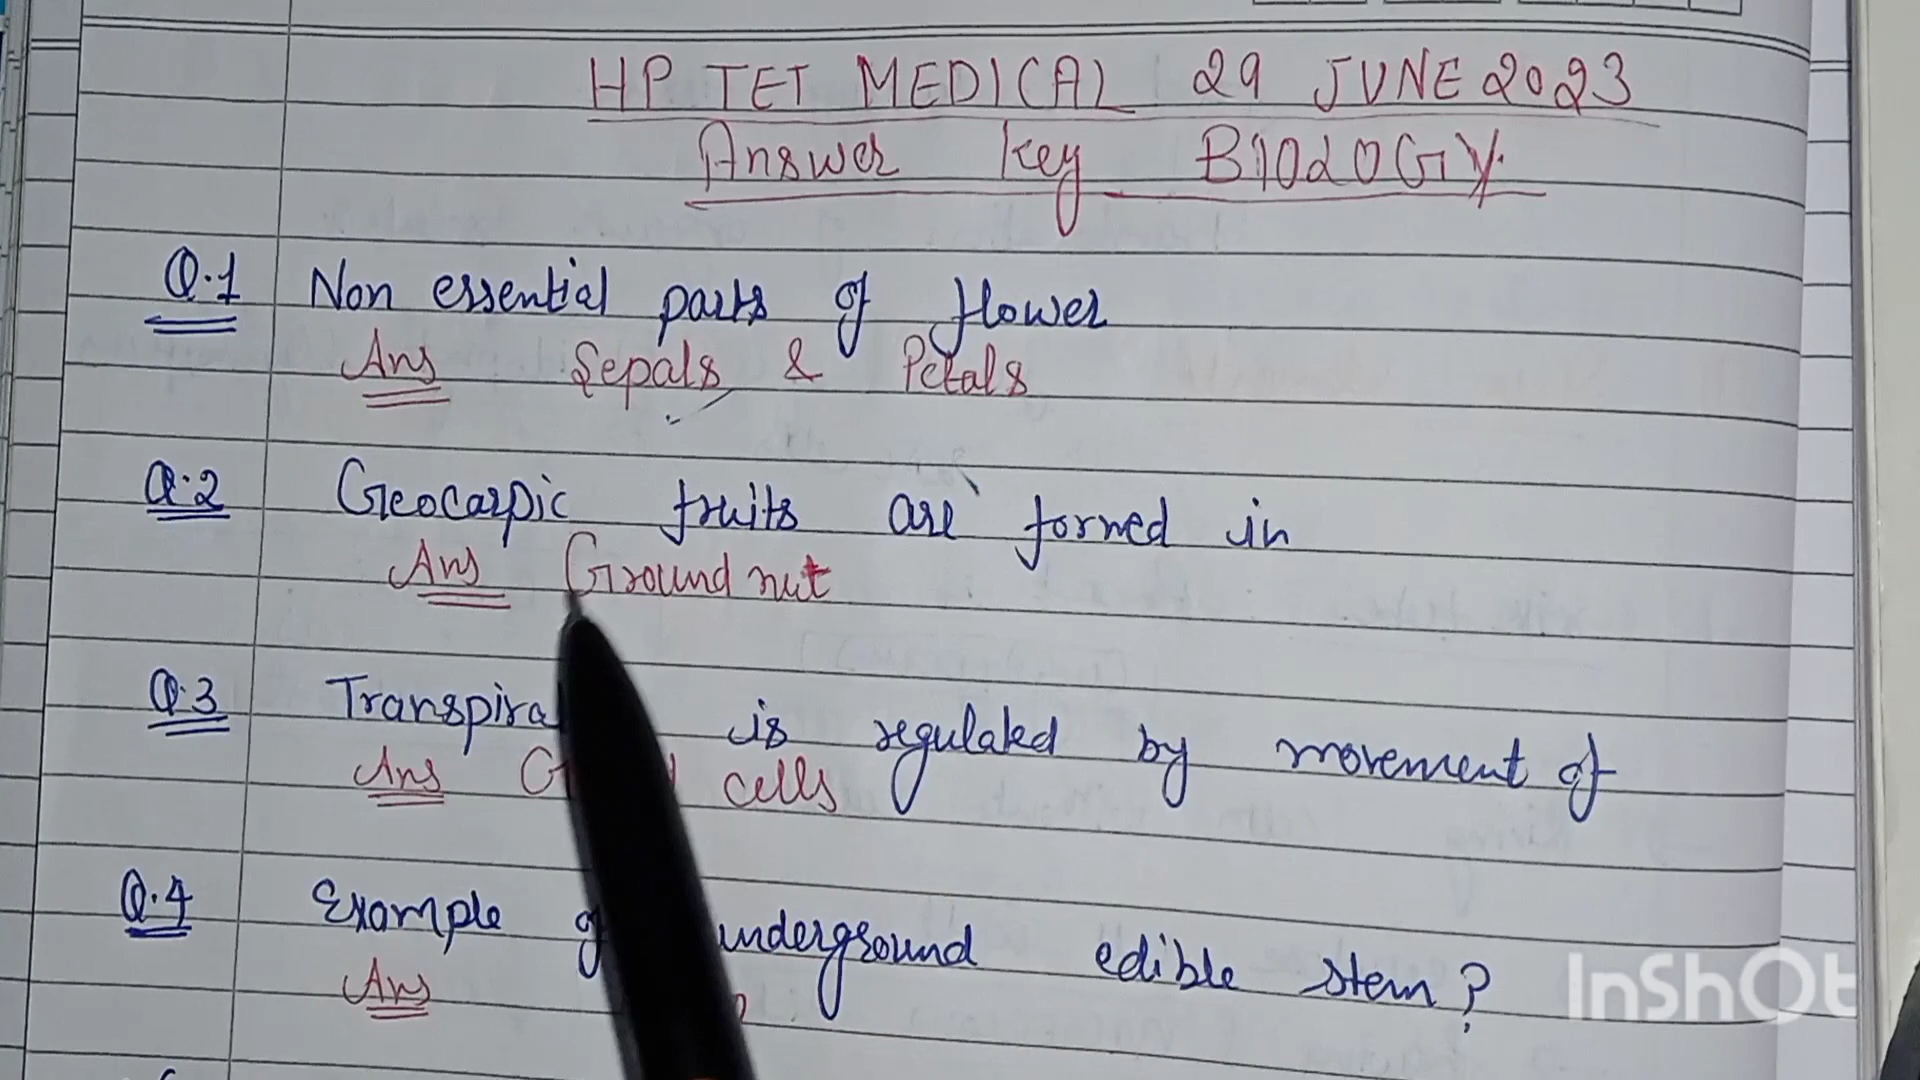 HP TET MEDICAL 29 JUNE 2023
Answer key BIOLOGY
Q.1 Non essential parts of flower
Ans Sepals & Petals
Q.2 Geocarpic fruits are formed in
Ans Ground nut
Q.3 Transpira is regulated by movement of
Ans cells
Q.4 Example of underground edible stem?
Ans
InShOt